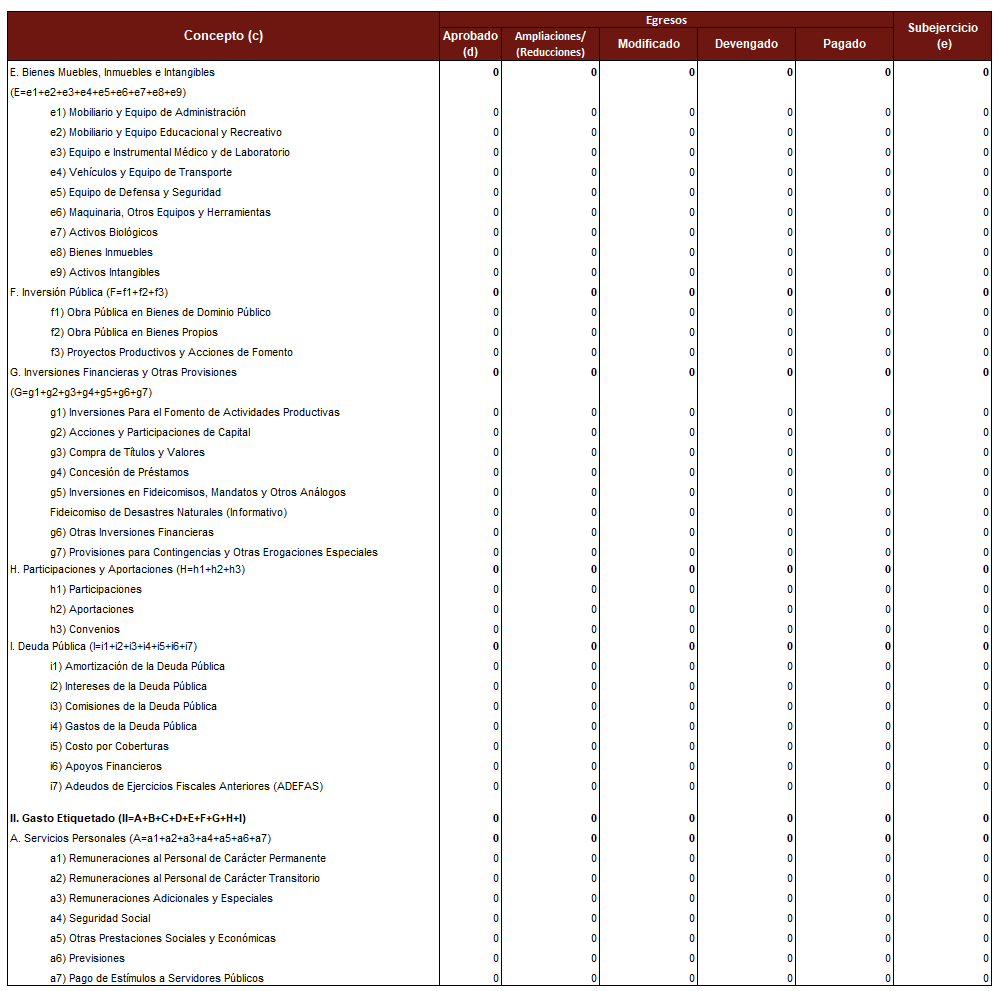 Concepto (c) Egresos Subejercicio (e)
Aprobado (d) Ampliaciones/ (Reducciones) Modificado Devengado Pagado
E. Bienes Muebles, Inmuebles e Intangibles 0 0 0 0 0 0
(E=e1+e2+e3+e4+e5+e6+e7+e8+e9)
e1) Mobiliario y Equipo de Administración 0 0 0 0 0 0
e2) Mobiliario y Equipo Educacional y Recreativo 0 0 0 0 0 0
e3) Equipo e Instrumental Médico y de Laboratorio 0 0 0 0 0 0
e4) Vehículos y Equipo de Transporte 0 0 0 0 0 0
e5) Equipo de Defensa y Seguridad 0 0 0 0 0 0
e6) Maquinaria, Otros Equipos y Herramientas 0 0 0 0 0 0
e7) Activos Biológicos 0 0 0 0 0 0
e8) Bienes Inmuebles 0 0 0 0 0 0
e9) Activos Intangibles 0 0 0 0 0 0
F. Inversión Pública (F=f1+f2+f3) 0 0 0 0 0 0
f1) Obra Pública en Bienes de Dominio Público 0 0 0 0 0 0
f2) Obra Pública en Bienes Propios 0 0 0 0 0 0
f3) Proyectos Productivos y Acciones de Fomento 0 0 0 0 0 0
G. Inversiones Financieras y Otras Provisiones 0 0 0 0 0 0
(G=g1+g2+g3+g4+g5+g6+g7)
g1) Inversiones Para el Fomento de Actividades Productivas 0 0 0 0 0 0
g2) Acciones y Participaciones de Capital 0 0 0 0 0 0
g3) Compra de Títulos y Valores 0 0 0 0 0 0
g4) Concesión de Préstamos 0 0 0 0 0 0
g5) Inversiones en Fideicomisos, Mandatos y Otros Análogos 0 0 0 0 0 0
Fideicomiso de Desastres Naturales (Informativo) 0 0 0 0 0 0
g6) Otras Inversiones Financieras 0 0 0 0 0 0
g7) Provisiones para Contingencias y Otras Erogaciones Especiales 0 0 0 0 0 0
H. Participaciones y Aportaciones (H=h1+h2+h3) 0 0 0 0 0 0
h1) Participaciones 0 0 0 0 0 0
h2) Aportaciones 0 0 0 0 0 0
h3) Convenios 0 0 0 0 0 0
I. Deuda Pública (I=i1+i2+i3+i4+i5+i6+i7) 0 0 0 0 0 0
i1) Amortización de la Deuda Pública 0 0 0 0 0 0
i2) Intereses de la Deuda Pública 0 0 0 0 0 0
i3) Comisiones de la Deuda Pública 0 0 0 0 0 0
i4) Gastos de la Deuda Pública 0 0 0 0 0 0
i5) Costo por Coberturas 0 0 0 0 0 0
i6) Apoyos Financieros 0 0 0 0 0 0
i7) Adeudos de Ejercicios Fiscales Anteriores (ADEFAS) 0 0 0 0 0 0
II. Gasto Etiquetado (II=A+B+C+D+E+F+G+H+I) 0 0 0 0 0 0
A. Servicios Personales (A=a1+a2+a3+a4+a5+a6+a7) 0 0 0 0 0 0
a1) Remuneraciones al Personal de Carácter Permanente 0 0 0 0 0 0
a2) Remuneraciones al Personal de Carácter Transitorio 0 0 0 0 0 0
a3) Remuneraciones Adicionales y Especiales 0 0 0 0 0 0
a4) Seguridad Social 0 0 0 0 0 0
a5) Otras Prestaciones Sociales y Económicas 0 0 0 0 0 0
a6) Previsiones 0 0 0 0 0 0
a7) Pago de Estímulos a Servidores Públicos 0 0 0 0 0 0